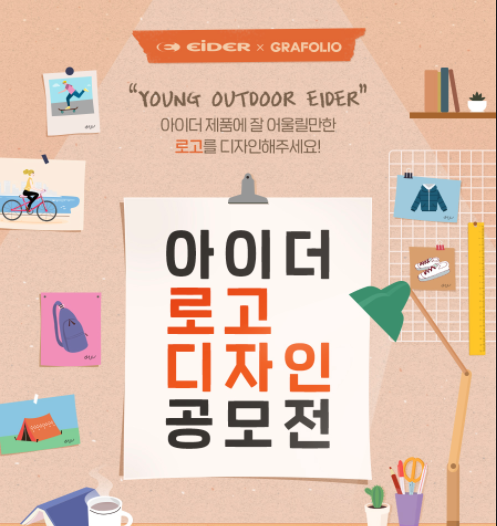 EiDER × GRAFOLIO
“YOUNG OUTDOOR EIDER”
아이더 제품에 잘 어울릴만한
로고를 디자인해주세요!
아이더
로고
디자인
공모전